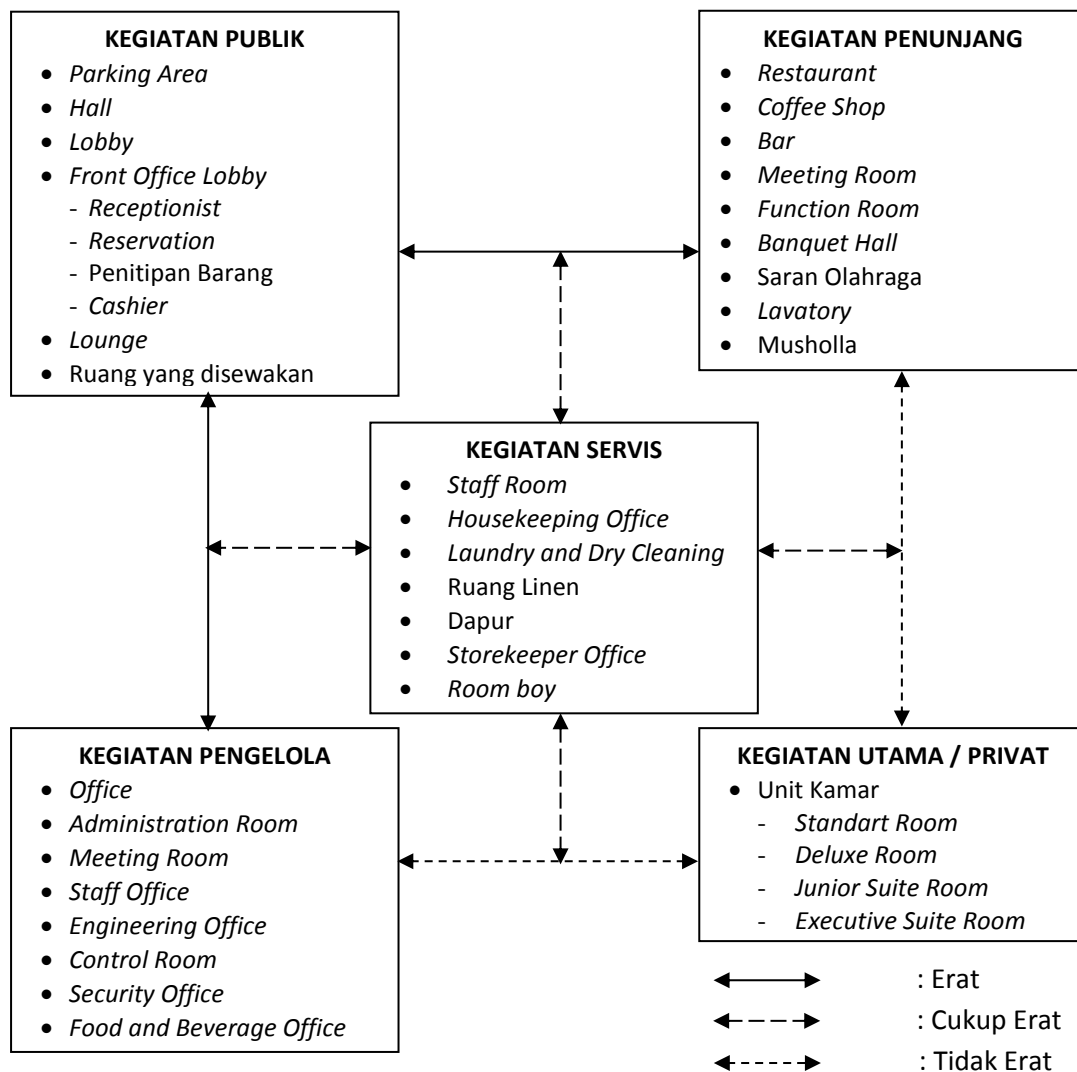 KEGIATAN PUBLIK
• Parking Area
• Hall
• Lobby
• Front Office Lobby
- Receptionist
- Reservation
- Penitipan Barang
- Cashier
• Lounge
• Ruang yang disewakan
KEGIATAN PENUNJANG
• Restaurant
• Coffee Shop
• Bar
• Meeting Room
• Function Room
• Banquet Hall
• Saran Olahraga
• Lavatory
• Musholla
KEGIATAN SERVIS
• Staff Room
• Housekeeping Office
• Laundry and Dry Cleaning
• Ruang Linen
• Dapur
• Storekeeper Office
• Room boy
KEGIATAN PENGELOLA
• Office
• Administration Room
• Meeting Room
• Staff Office
• Engineering Office
• Control Room
• Security Office
• Food and Beverage Office
KEGIATAN UTAMA / PRIVAT
• Unit Kamar
- Standart Room
- Deluxe Room
- Junior Suite Room
- Executive Suite Room
: Erat
: Cukup Erat
: Tidak Erat